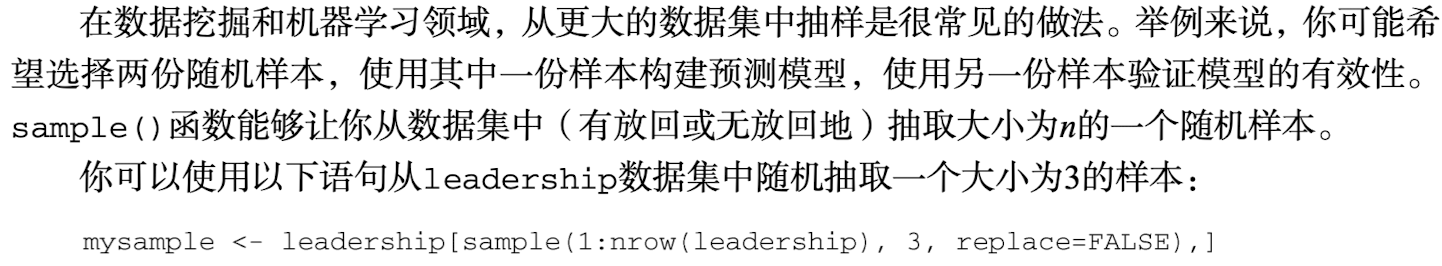 在数据挖掘和机器学习领域，从更大的数据集中抽样是很常见的做法。举例来说，你可能希
望选择两份随机样本，使用其中一份样本构建预测模型，使用另一份样本验证模型的有效性。
sample()函数能够让你从数据集中（有放回或无放回地）抽取大小为n的一个随机样本。
你可以使用以下语句从leadership数据集中随机抽取一个大小为3的样本：
mysample <- leadership[sample(1:nrow(leadership), 3, replace=FALSE),]